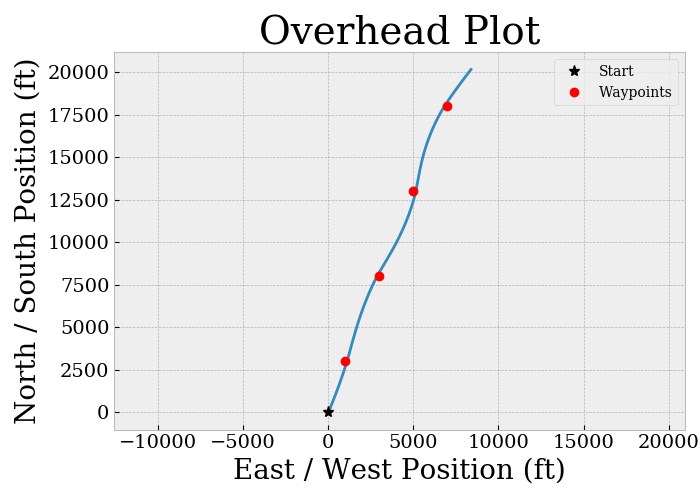 Overhead Plot
North / South Position (ft)
20000
17500
15000
12500
10000
7500
5000
2500
0
Start
Waypoints
−10000 −5000 0 5000 10000 15000 20000
East / West Position (ft)